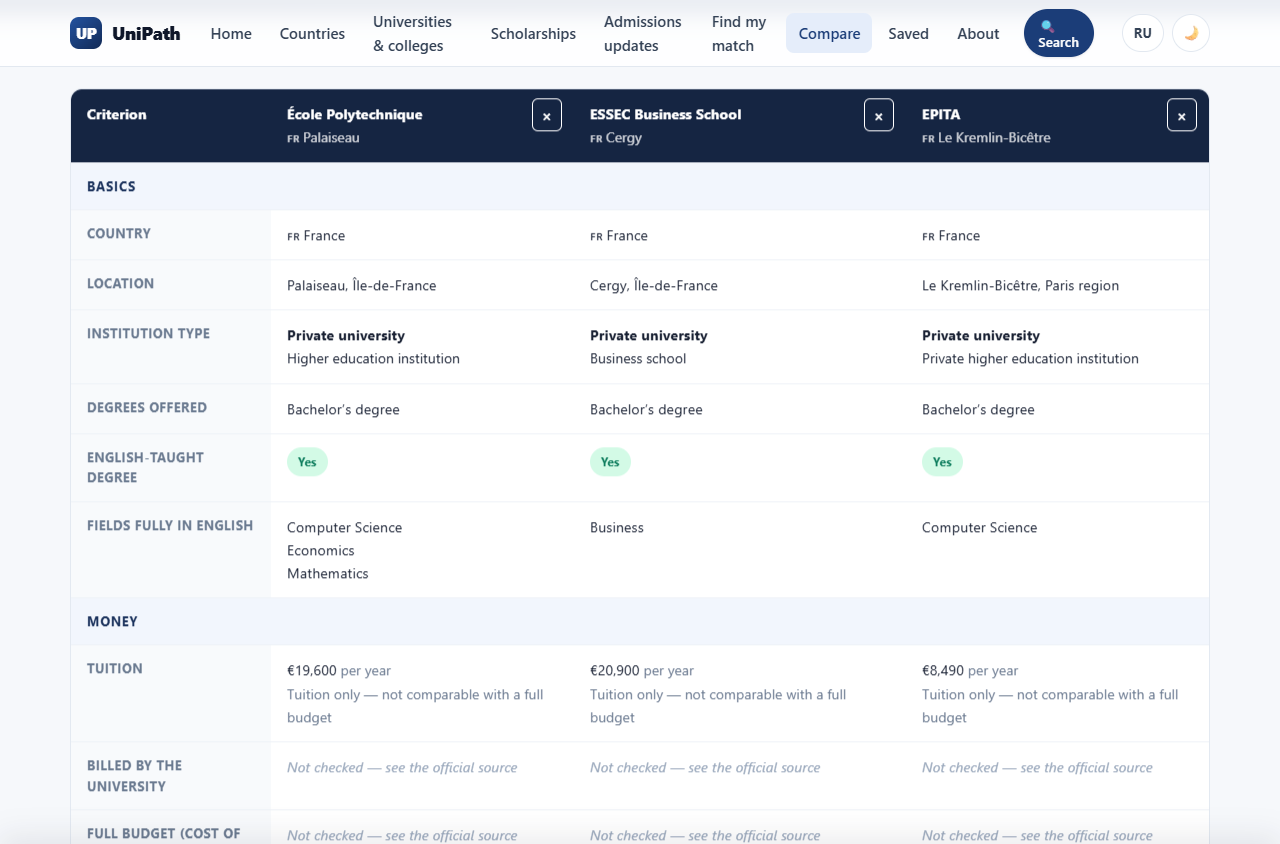 UP UniPath
Home
Countries
Universities
& colleges
Scholarships
Admissions
updates
Find my
match
Compare
Saved
About
Search
RU
Criterion
École Polytechnique
FR Palaiseau
×
ESSEC Business School
FR Cergy
×
EPITA
FR Le Kremlin-Bicêtre
×
BASICS
COUNTRY
FR France
FR France
FR France
LOCATION
Palaiseau, Île-de-France
Cergy, Île-de-France
Le Kremlin-Bicêtre, Paris region
INSTITUTION TYPE
Private university
Higher education institution
Private university
Business school
Private university
Private higher education institution
DEGREES OFFERED
Bachelor's degree
Bachelor's degree
Bachelor's degree
ENGLISH-TAUGHT
DEGREE
Yes
Yes
Yes
FIELDS FULLY IN ENGLISH
Computer Science
Economics
Mathematics
Business
Computer Science
MONEY
TUITION
€19,600 per year
Tuition only — not comparable with a full
budget
€20,900 per year
Tuition only — not comparable with a full
budget
€8,490 per year
Tuition only — not comparable with a full
budget
BILLED BY THE
UNIVERSITY
Not checked — see the official source
Not checked — see the official source
Not checked — see the official source
FULL BUDGET (COST OF
Not checked — see the official source
Not checked — see the official source
Not checked — see the official source